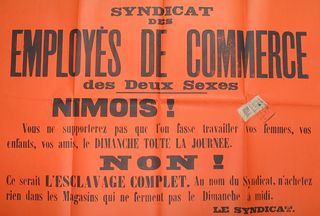 SYNDICAT
DES
EMPLOYÉS DE COMMERCE
des Deux Sexes
NIMOIS !
Vous ne supporterez pas que l'on fasse travailler vos femmes, vos
enfants, vos amis, le DIMANCHE TOUTE LA JOURNEE.
NON !
Ce serait L'ESCLAVAGE COMPLET. Au nom du Syndicat, n'achetez
rien dans les Magasins qui ne ferment pas le Dimanche à midi.
LE SYNDICAT.